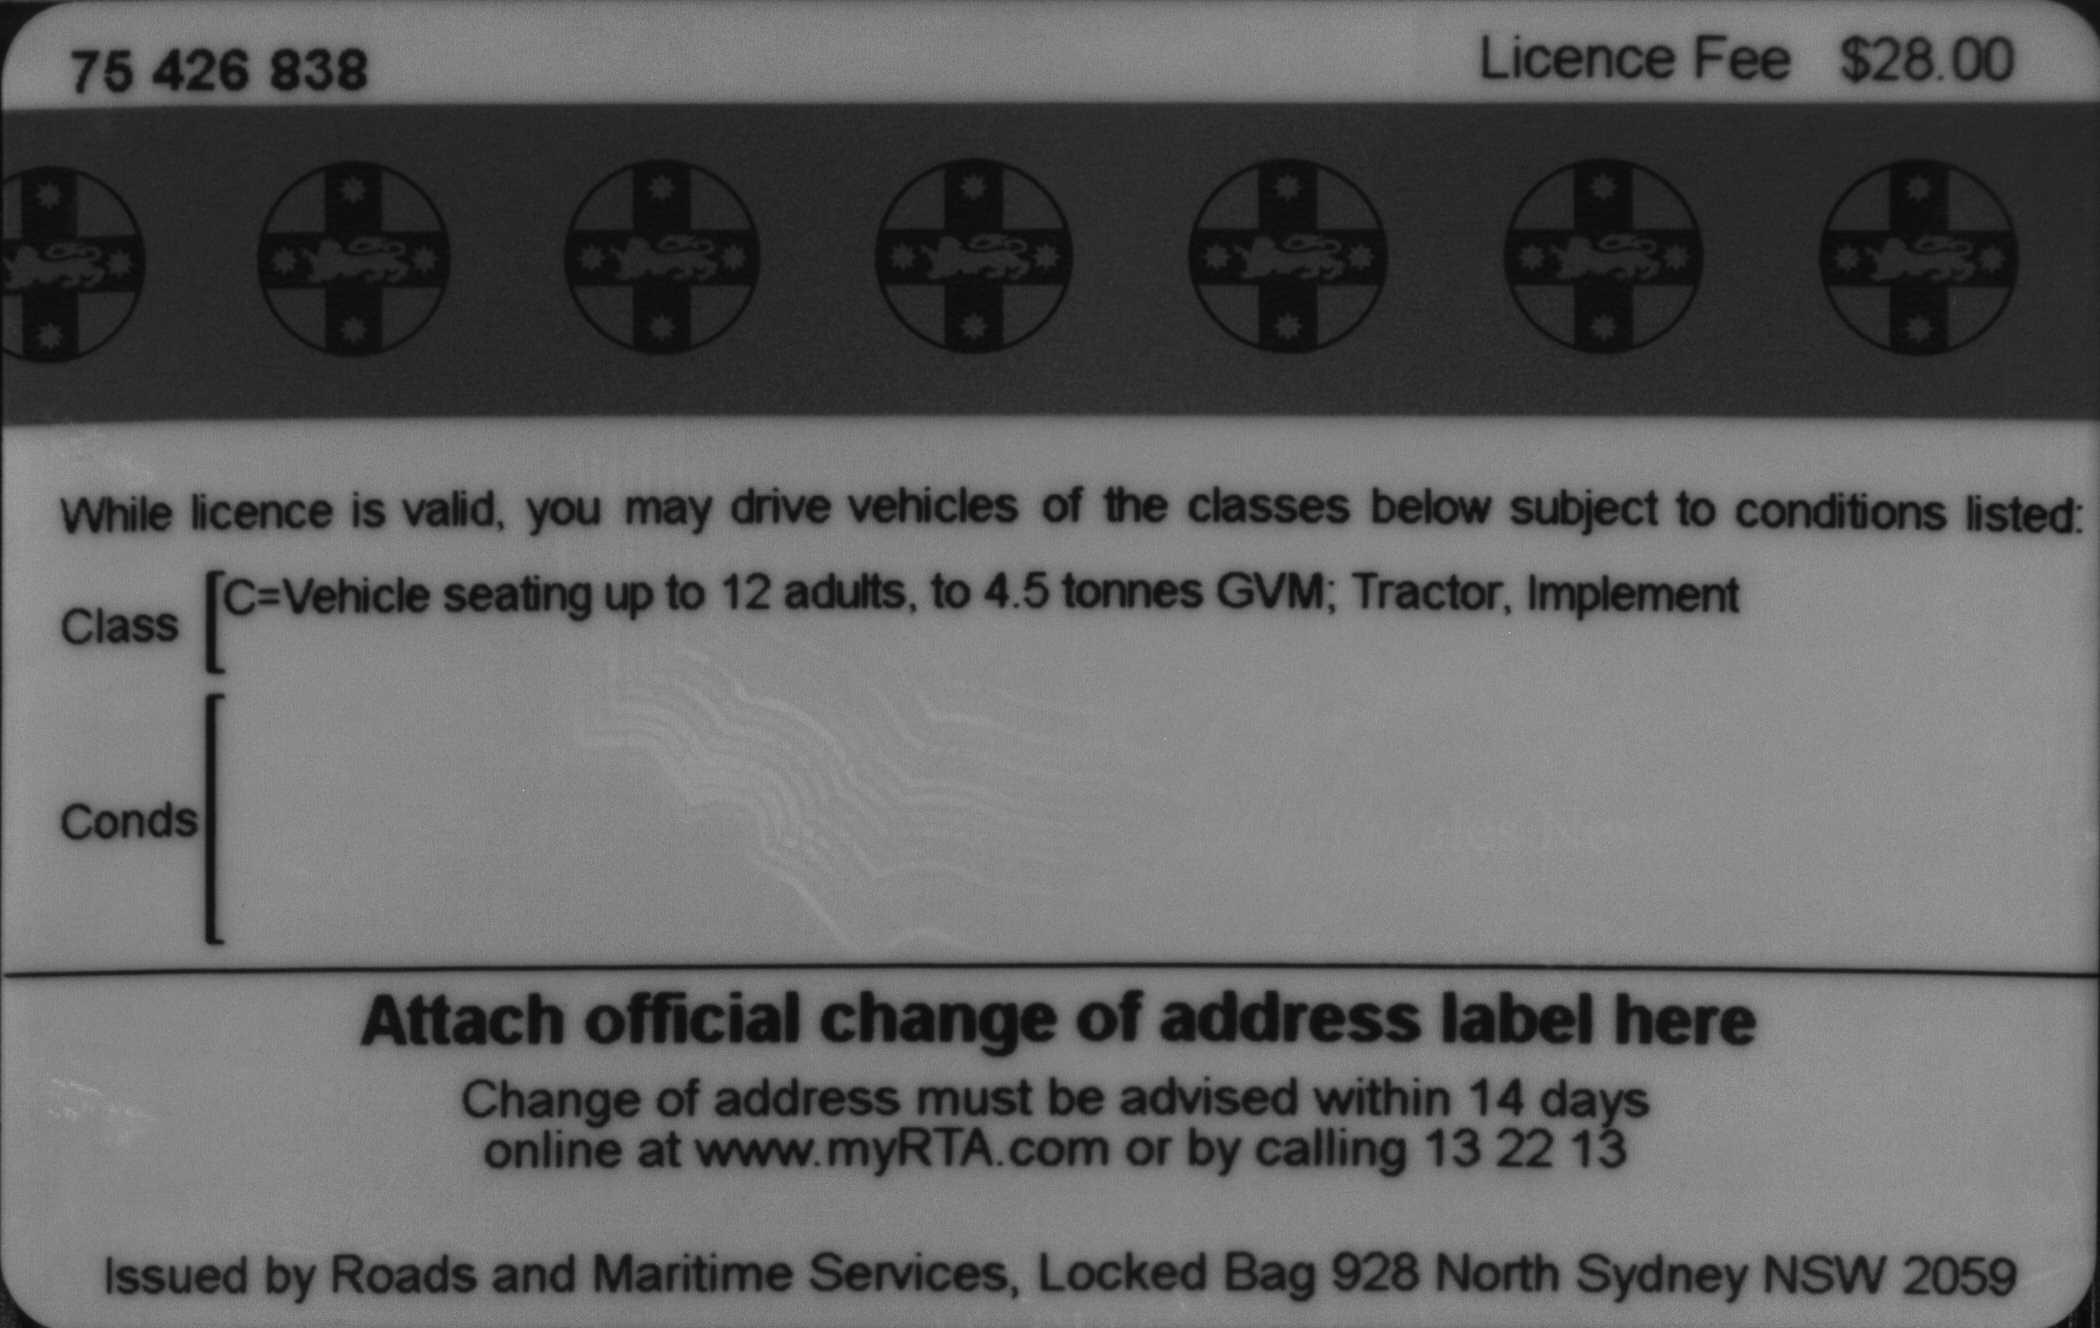 75 426 838
Licence Fee $28.00
While licence is valid, you may drive vehicles of the classes below subject to conditions listed:
Class
C=Vehicle seating up to 12 adults, to 4.5 tonnes GVM; Tractor, Implement
Conds
Attach official change of address label here
Change of address must be advised within 14 days
online at www.myRTA.com or by calling 13 22 13
Issued by Roads and Maritime Services, Locked Bag 928 North Sydney NSW 2059